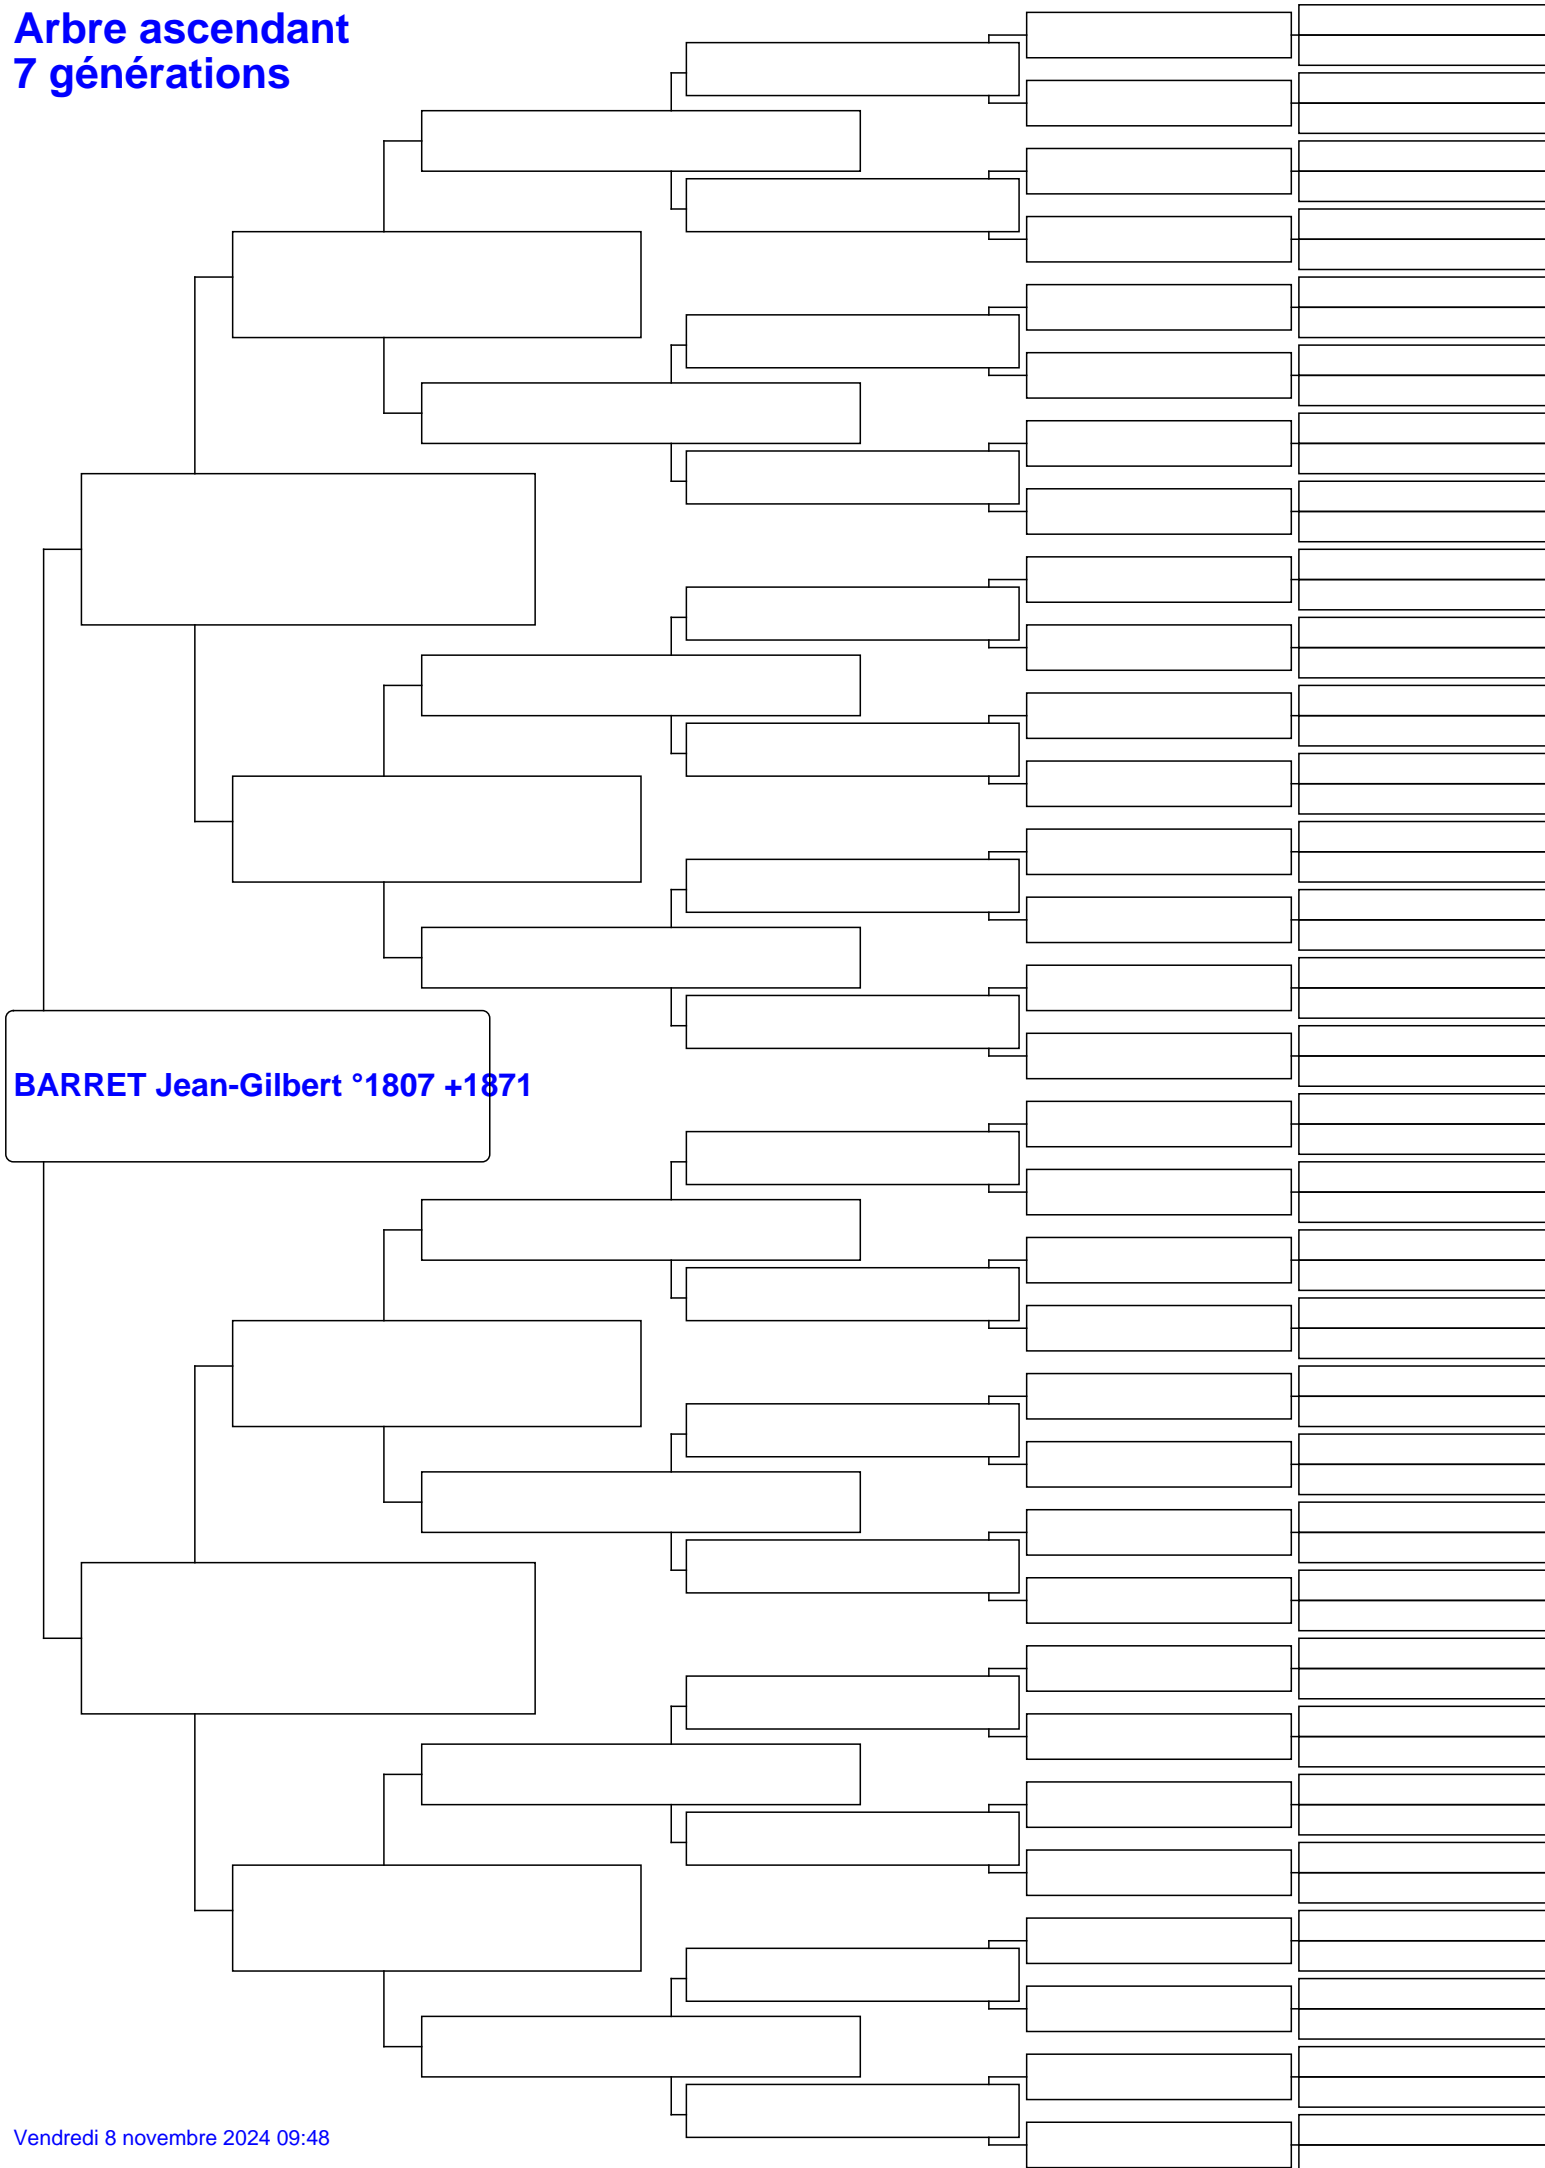 Arbre ascendant
7 générations
BARRET Jean-Gilbert °1807 +1871
Vendredi 8 novembre 2024 09:48